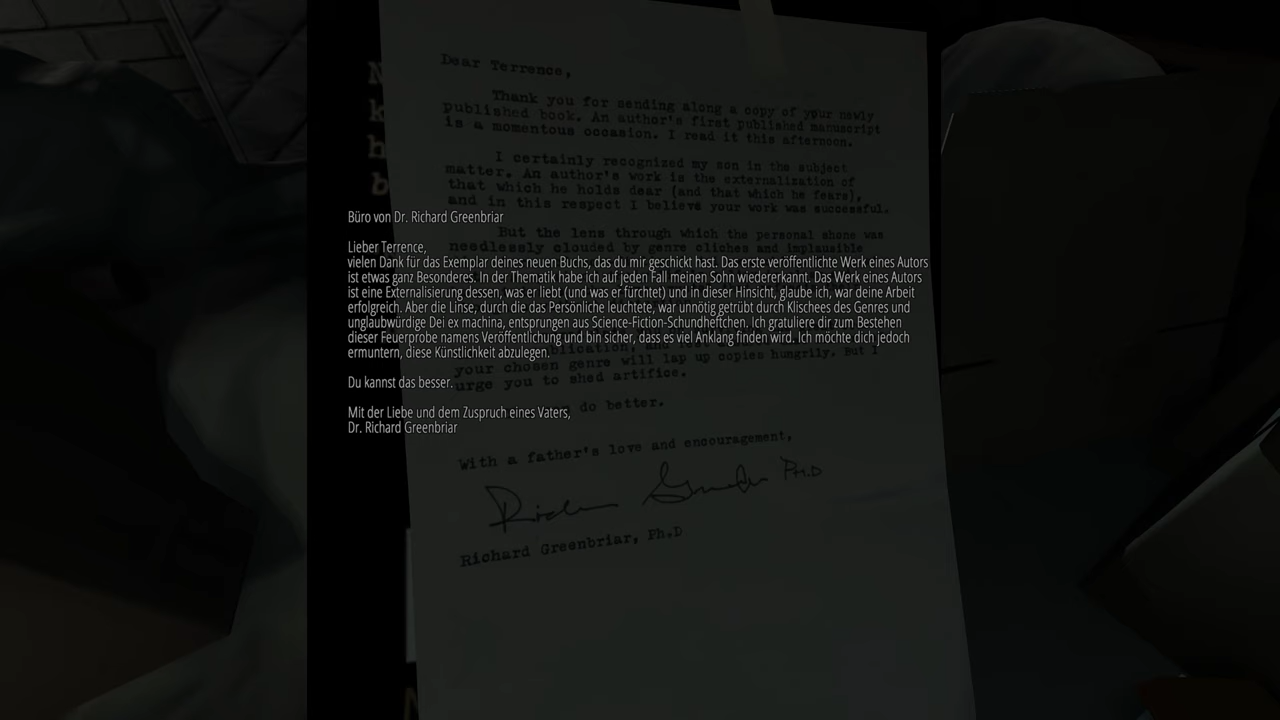 Dear Terrence,
Thank you for sending along a copy of your newly
published book. An author's first published manuscript
is a momentous occasion. I read it this afternoon.
I certainly recognized my son in the subject
matter. An author's work is the externalization of
that which he holds dear (and that which he fears),
and in this respect I believe your work was successful.
But the lens through which the personal shone was
needlessly clouded by genre cliches and implausible
Büro von Dr. Richard Greenbriar
Lieber Terrence,
vielen Dank für das Exemplar deines neuen Buchs, das du mir geschickt hast. Das erste veröffentlichte Werk eines Autors
ist etwas ganz Besonderes. In der Thematik habe ich auf jeden Fall meinen Sohn wiedererkannt. Das Werk eines Autors
ist eine Externalisierung dessen, was er liebt (und was er fürchtet) und in dieser Hinsicht, glaube ich, war deine Arbeit
erfolgreich. Aber die Linse, durch die das Persönliche leuchtete, war unnötig getrübt durch Klischees des Genres und
unglaubwürdige Dei ex machina, entsprungen aus Science-Fiction-Schundheftchen. Ich gratuliere dir zum Bestehen
dieser Feuerprobe namens Veröffentlichung und bin sicher, dass es viel Anklang finden wird. Ich möchte dich jedoch
ermuntern, diese Künstlichkeit abzulegen.
Du kannst das besser.
Mit der Liebe und dem Zuspruch eines Vaters,
Dr. Richard Greenbriar
your chosen genre will lap up copies hungrily. But I
urge you to shed artifice.
do better.
With a father's love and encouragement,
Ph.D
Richard Greenbriar, Ph.D